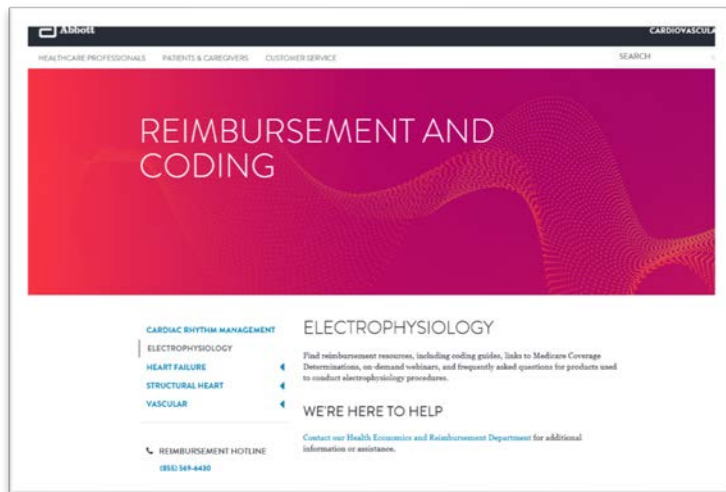 Abbott
CARDIOVASCULA
HEALTHCARE PROFESSIONALS PATIENTS & CAREGIVERS CUSTOMER SERVICE
SEARCH
REIMBURSEMENT AND
CODING
CARDIAC RHYTHM MANAGEMENT
ELECTROPHYSIOLOGY
HEART FAILURE
STRUCTURAL HEART
VASCULAR
REIMBURSEMENT HOTLINE
(855) 569-6430
ELECTROPHYSIOLOGY
Find reimbursement resources, including coding guides, links to Medicare Coverage
Determinations, on-demand webinars, and frequently asked questions for products used
to conduct electrophysiology procedures.
WE'RE HERE TO HELP
Contact our Health Economics and Reimbursement Department for additional
information or assistance.